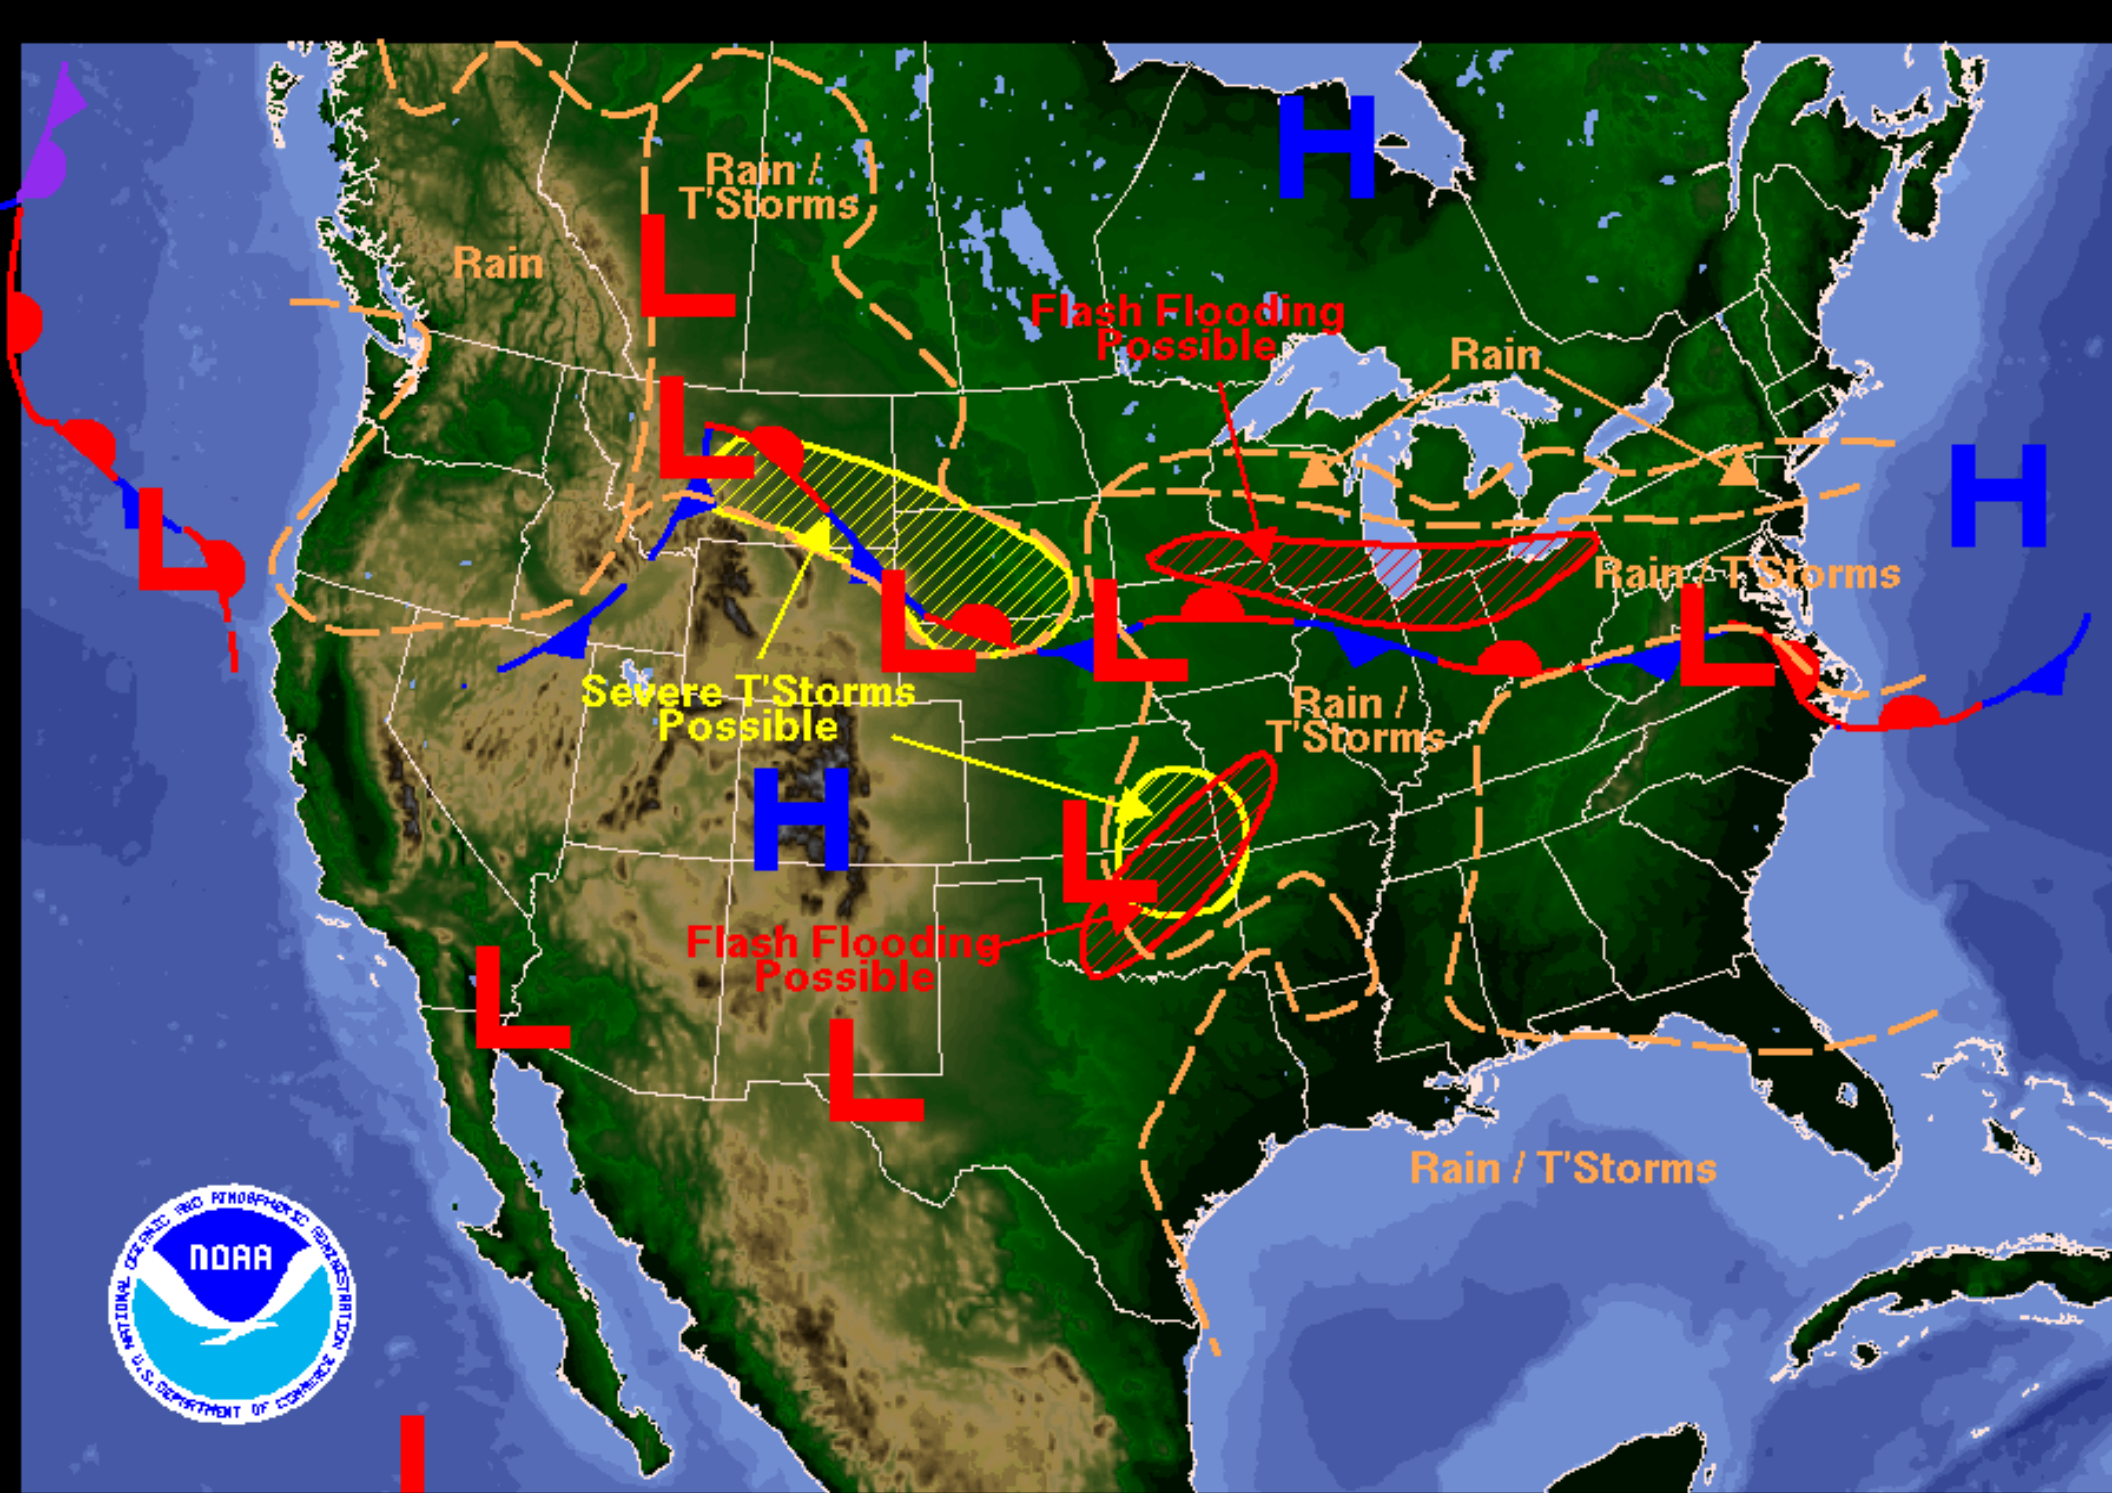 Rain /
T'Storms
H
L
Rain
Flash Flooding
Possible
Rain
L
H
L
Rain / T'Storms
L
L
L
Severe T'Storms
Possible
Rain /
T'Storms
H
L
Flash Flooding
Possible
L
L
Rain / T'Storms
NATIONAL OCEANIC AND ATMOSPHERIC ADMINISTRATION
NOAA
U.S. DEPARTMENT OF COMMERCE